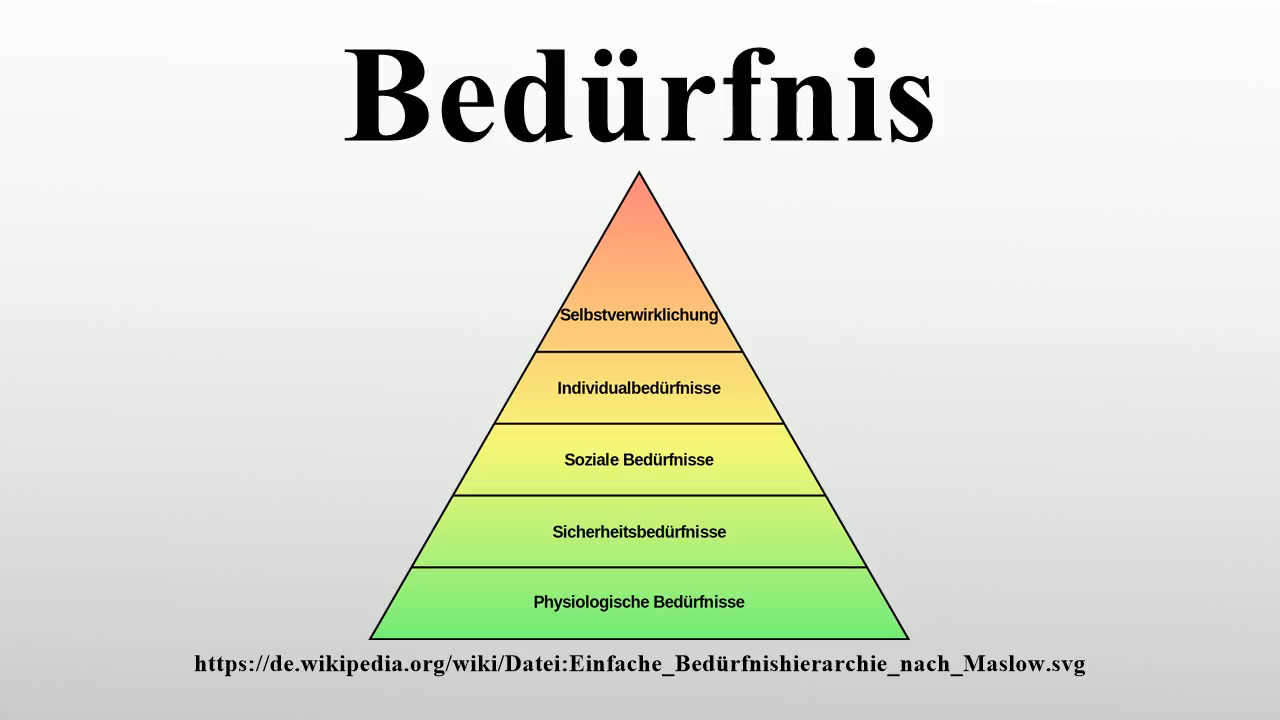 Bedürfnis
Selbstverwirklichung
Individualbedürfnisse
Soziale Bedürfnisse
Sicherheitsbedürfnisse
Physiologische Bedürfnisse
https://de.wikipedia.org/wiki/Datei:Einfache_Bedürfnishierarchie_nach_Maslow.svg